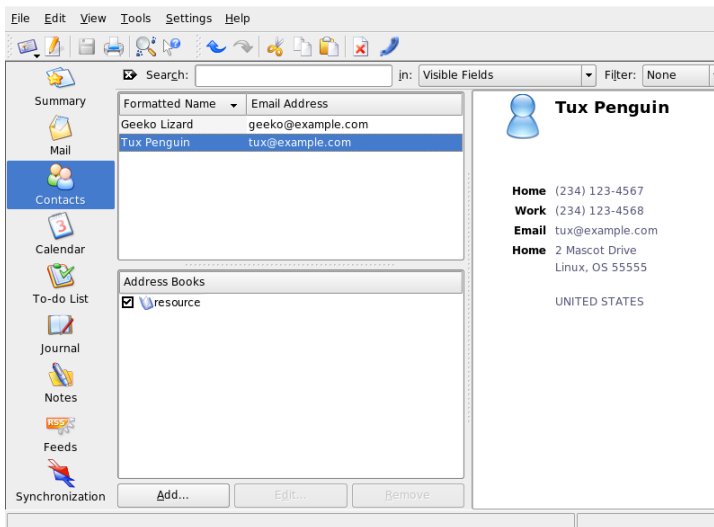 File Edit View Tools Settings Help
Search: in: Visible Fields Filter: None
Summary
Mail
Contacts
3
Calendar
To-do List
Journal
Notes
RSS
Feeds
Synchronization
Formatted Name Email Address
Geeko Lizard geeko@example.com
Tux Penguin tux@example.com
Address Books
resource
Add... Edit... Remove
Tux Penguin
Home (234) 123-4567
Work (234) 123-4568
Email tux@example.com
Home 2 Mascot Drive
Linux, OS 55555
UNITED STATES